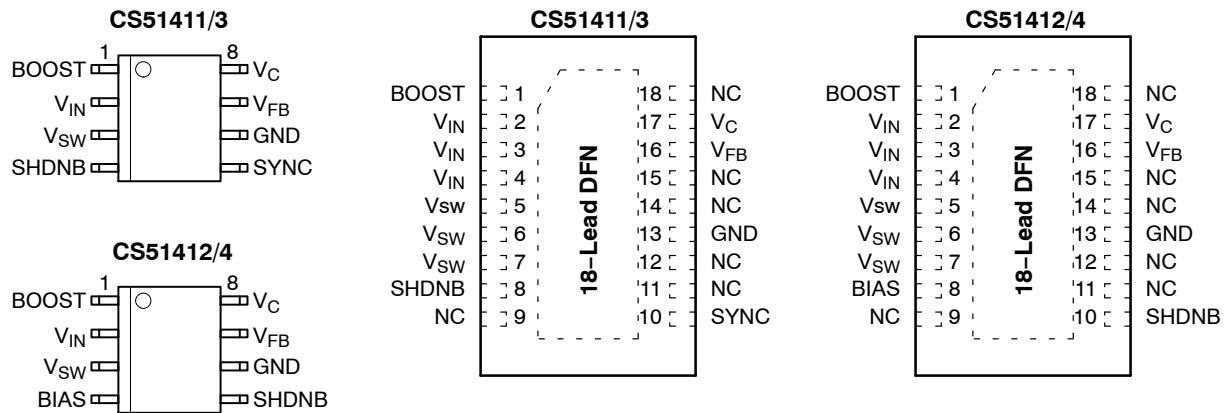 CS51411/3
1 8
BOOST VC
VIN VFB
VSW GND
SHDNB SYNC
CS51412/4
1 8
BOOST VC
VIN VFB
VSW GND
BIAS SHDNB
CS51411/3
BOOST 1 18 NC
VIN 2 17 VC
VIN 3 16 VFB
VIN 4 15 NC
Vsw 5 14 NC
VSW 6 13 GND
VSW 7 12 NC
SHDNB 8 11 NC
NC 9 10 SYNC
18–Lead DFN
CS51412/4
BOOST 1 18 NC
VIN 2 17 VC
VIN 3 16 VFB
VIN 4 15 NC
Vsw 5 14 NC
VSW 6 13 GND
VSW 7 12 NC
BIAS 8 11 NC
NC 9 10 SHDNB
18–Lead DFN